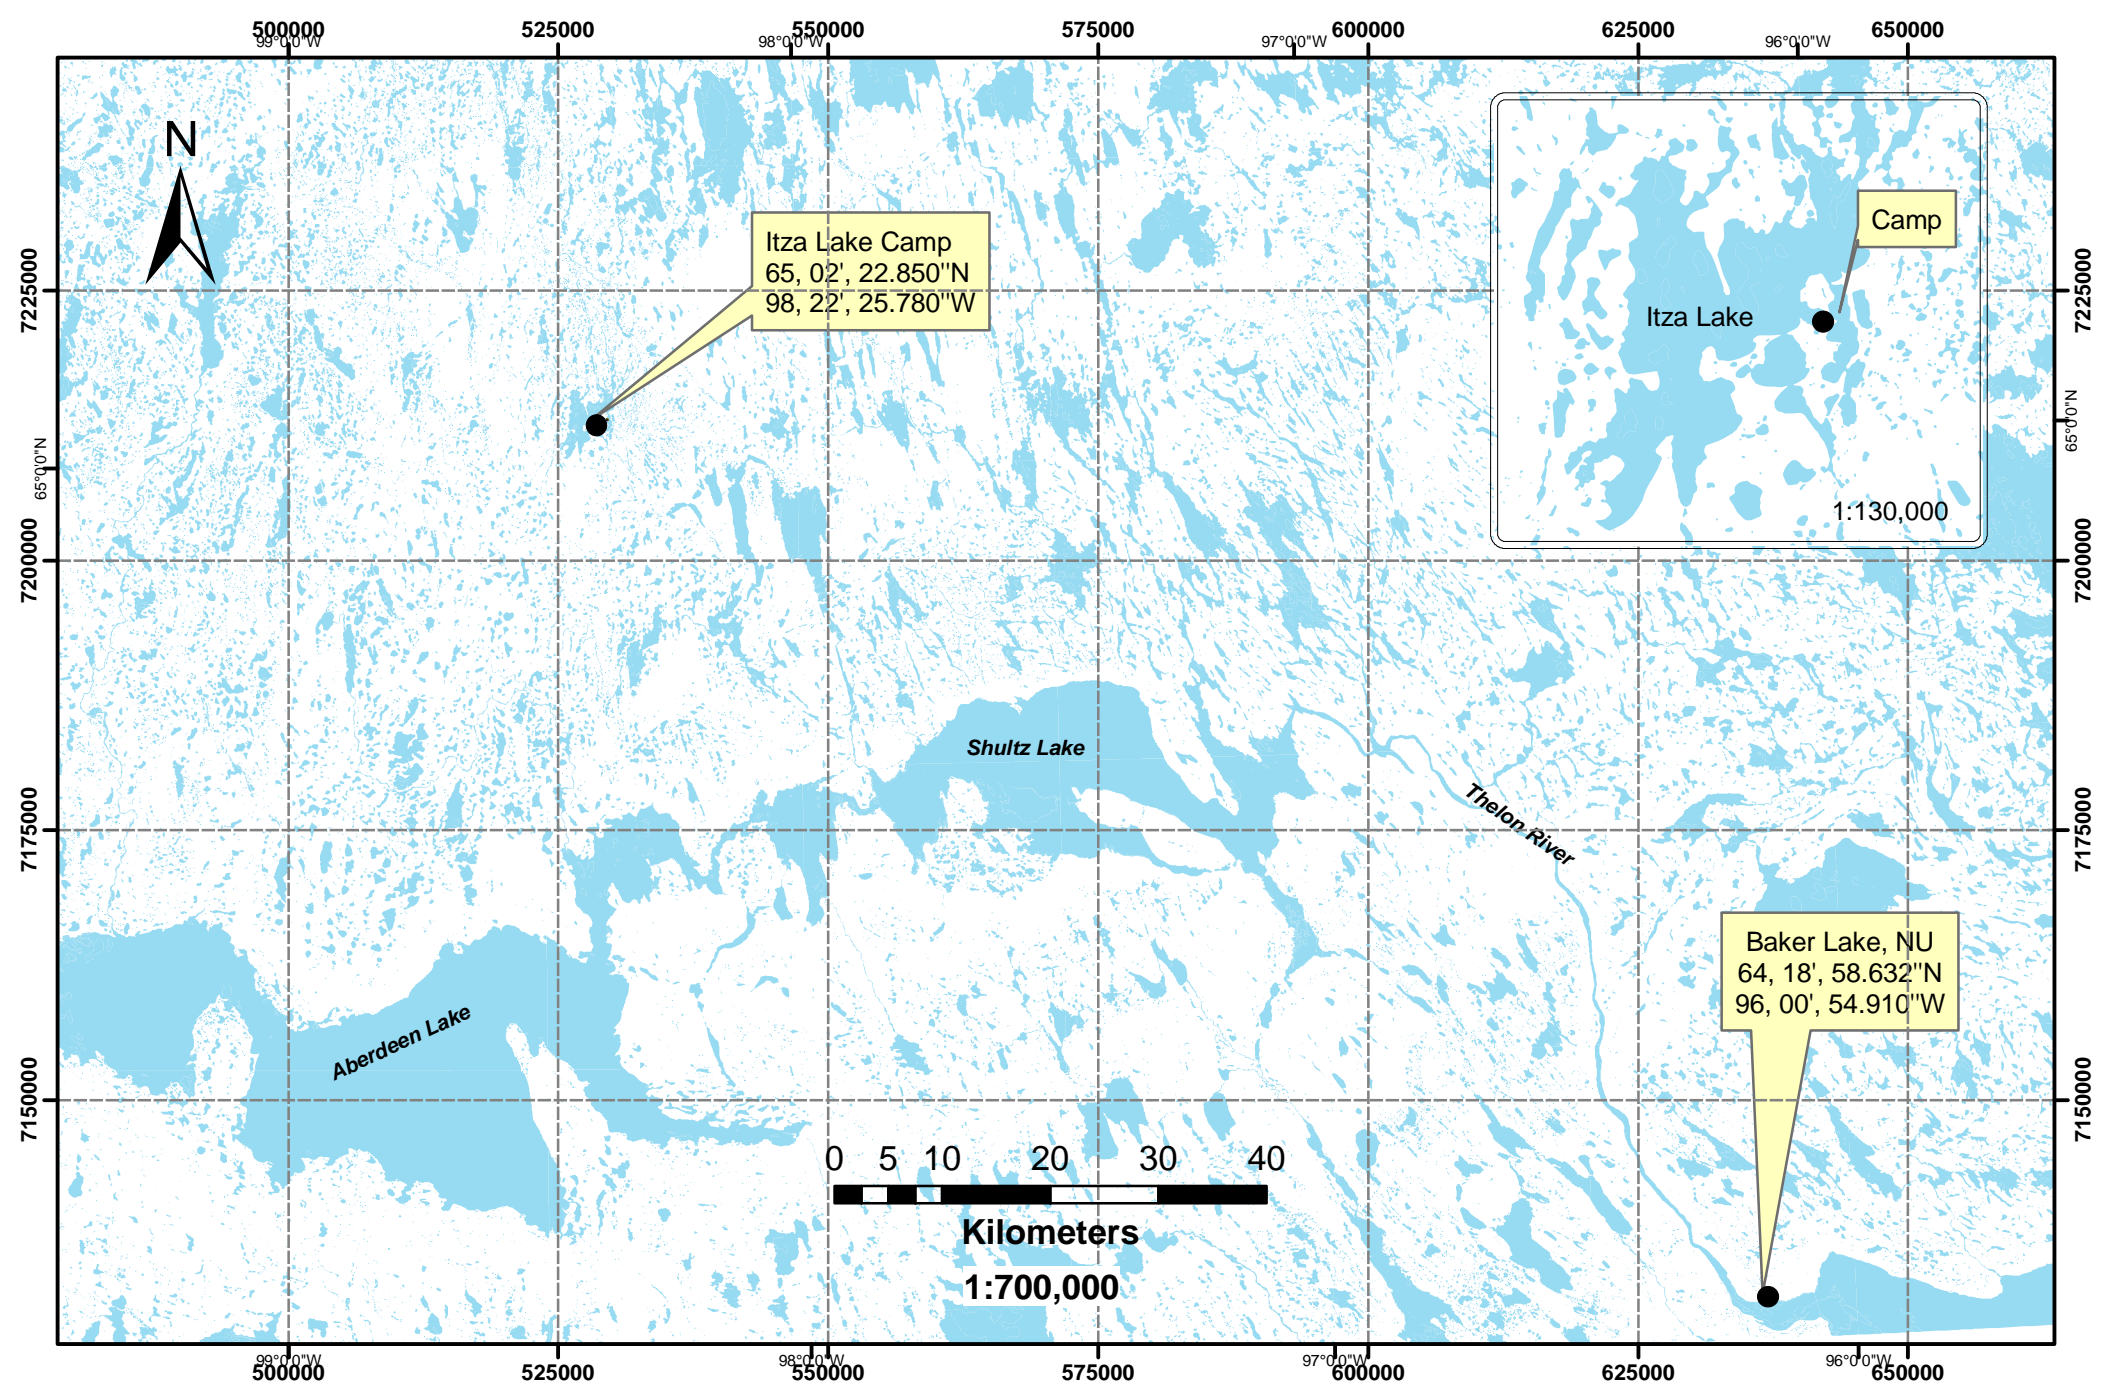 500000 525000 550000 575000 600000 625000 650000
99°0'0"W 98°0'0"W 97°0'0"W 96°0'0"W
N
Itza Lake Camp
65, 02', 22.850"N
98, 22', 25.780"W
Camp
Itza Lake
1:130,000
7225000 7225000
65°0'0"N 65°0'0"N
7200000 7200000
Shultz Lake
Thelon River
7175000 7175000
Baker Lake, NU
64, 18', 58.632"N
96, 00', 54.910"W
Aberdeen Lake
7150000 7150000
0 5 10 20 30 40
Kilometers
1:700,000
99°0'0"W 98°0'0"W 97°0'0"W 96°0'0"W
500000 525000 550000 575000 600000 625000 650000